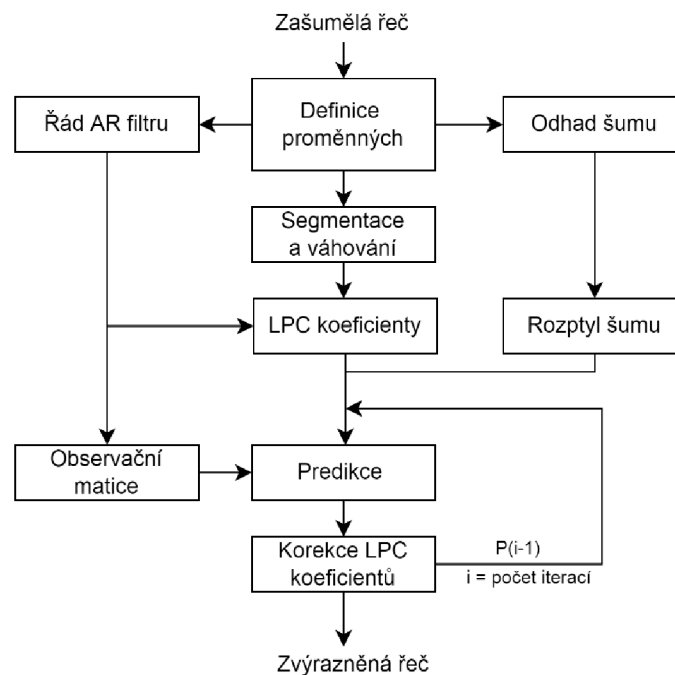 Zašumělá řeč
Řád AR filtru
Definice
proměnných
Odhad šumu
Segmentace
a váhování
LPC koeficienty
Rozptyl šumu
Observační
matice
Predikce
Korekce LPC
koeficientů
P(i-1)
i = počet iterací
Zvýrazněná řeč